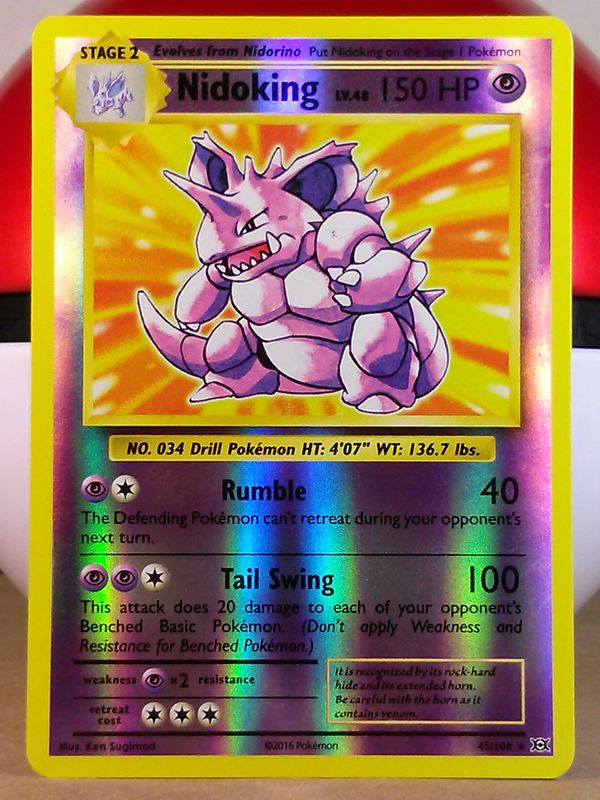 STAGE 2 Evolves from Nidorino Put Nidoking on the Stage 1 Pokémon
Nidoking LV.48 150 HP
NO. 034 Drill Pokémon HT: 4'07" WT: 136.7 lbs.
Rumble 40
The Defending Pokémon can't retreat during your opponent's
next turn.
Tail Swing 100
This attack does 20 damage to each of your opponent's
Benched Basic Pokémon. (Don't apply Weakness and
Resistance for Benched Pokémon.)
weakness ×2 resistance
retreat
cost
It is recognized by its rock-hard
hide and its extended horn.
Be careful with the horn as it
contains venom.
Illus. Ken Sugimori ©2016 Pokémon 45/108 ★